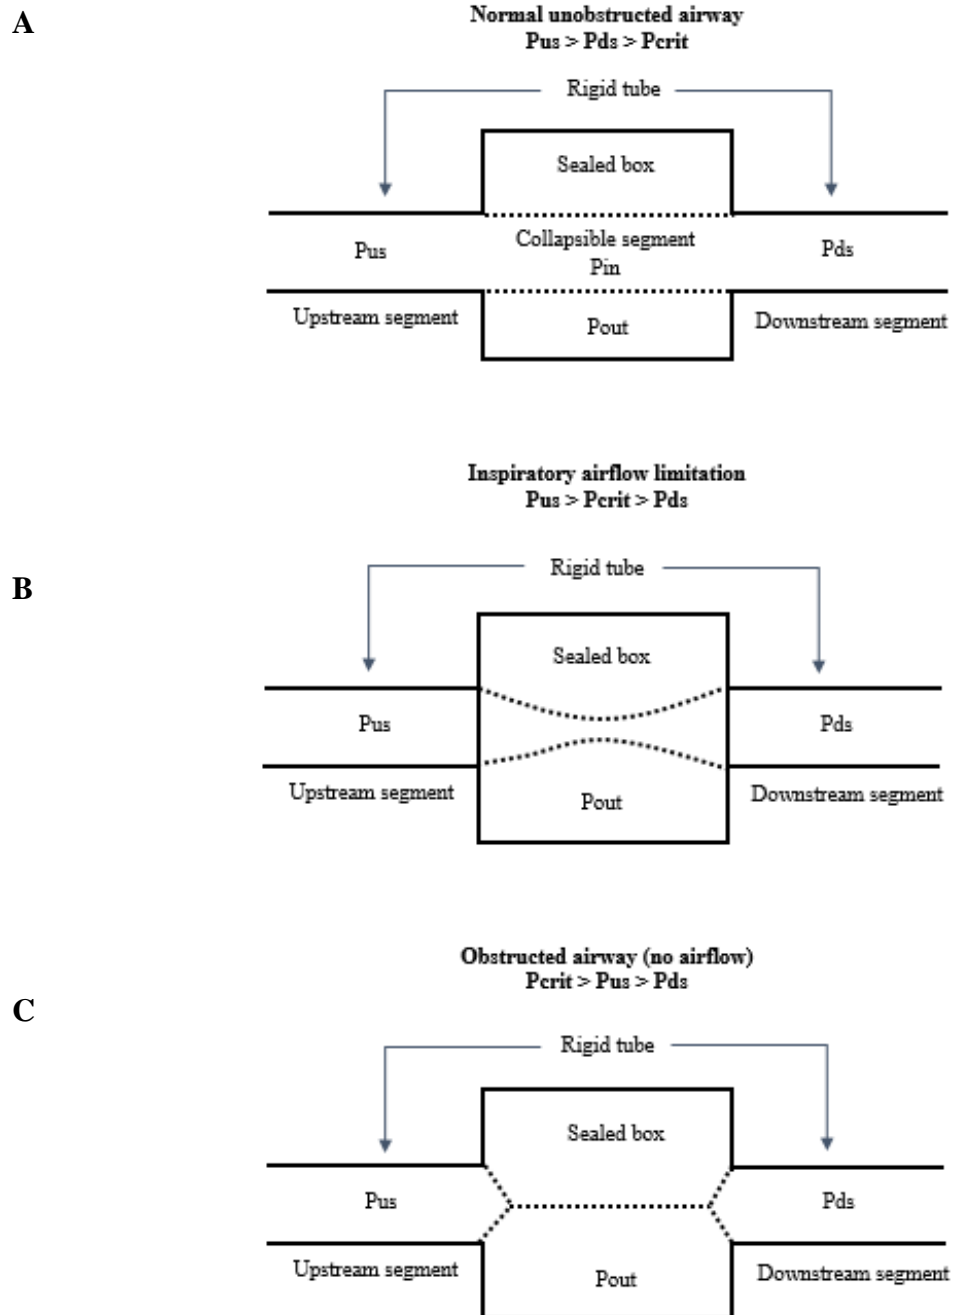 A
Normal unobstructed airway
Pus > Pds > Pcrit
Rigid tube
Sealed box
Pus
Collapsible segment
Pin
Pds
Upstream segment
Pout
Downstream segment
Inspiratory airflow limitation
Pus > Pcrit > Pds
B
Rigid tube
Sealed box
Pus
Pds
Upstream segment
Pout
Downstream segment
Obstructed airway (no airflow)
Pcrit > Pus > Pds
C
Rigid tube
Sealed box
Pus
Pds
Upstream segment
Pout
Downstream segment